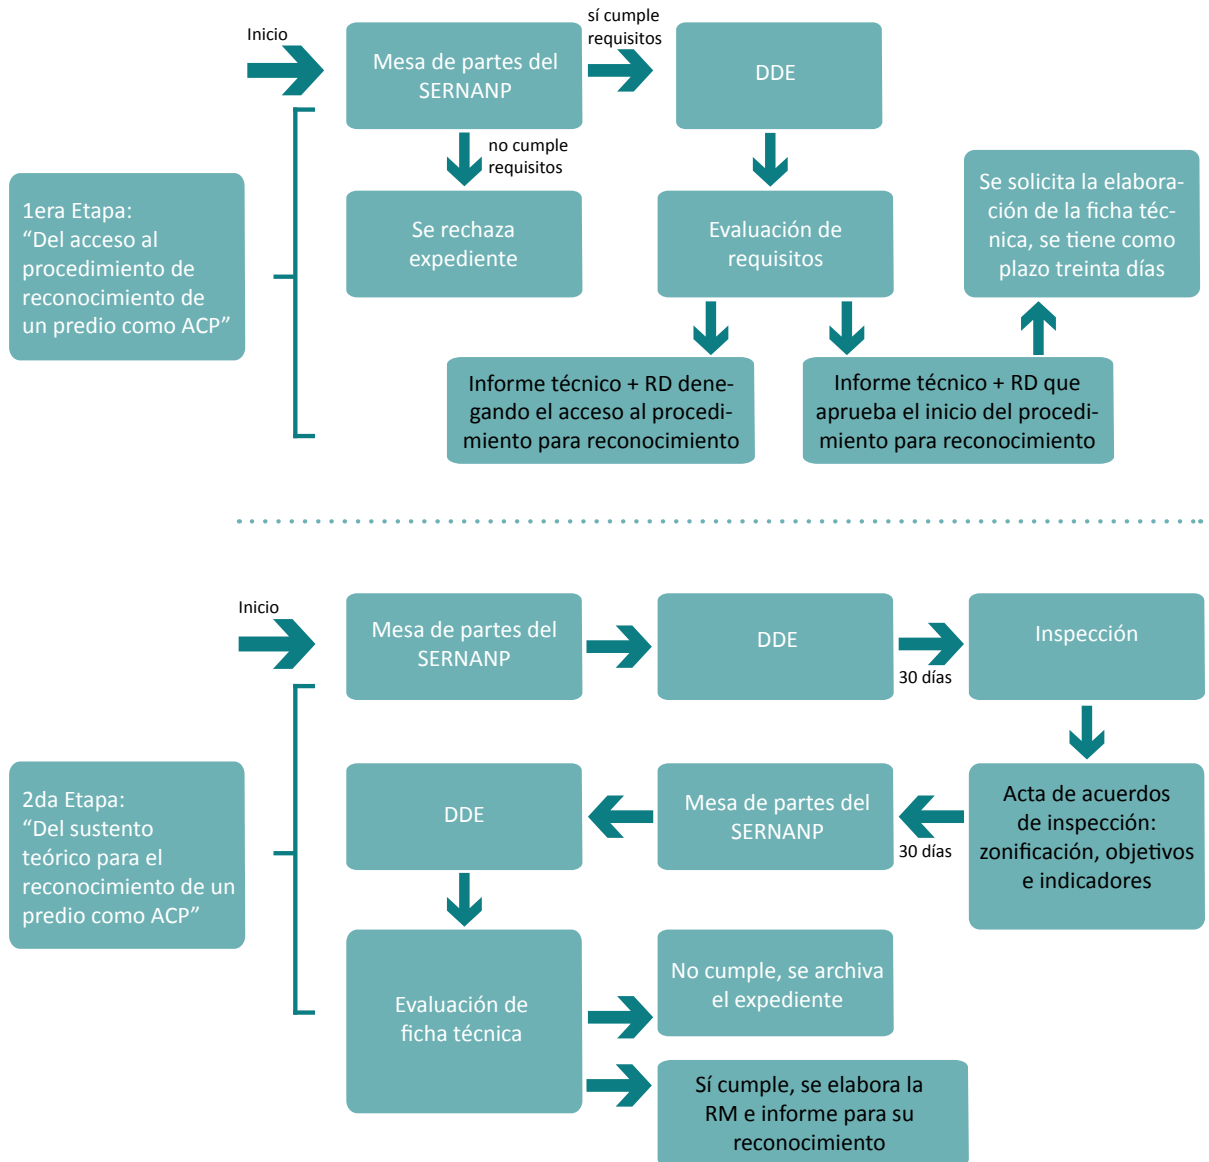 Inicio
Mesa de partes del
SERNANP
sí cumple
requisitos
DDE
no cumple
requisitos
Se rechaza
expediente
Evaluación de
requisitos
Se solicita la elabora-
ción de la ficha téc-
nica, se tiene como
plazo treinta días
1era Etapa:
“Del acceso al
procedimiento de
reconocimiento de
un predio como ACP”
Informe técnico + RD dene-
gando el acceso al procedi-
miento para reconocimiento
Informe técnico + RD que
aprueba el inicio del procedi-
miento para reconocimiento
Inicio
Mesa de partes del
SERNANP
DDE
30 días
Inspección
2da Etapa:
“Del sustento
teórico para el
reconocimiento de un
predio como ACP”
Acta de acuerdos
de inspección:
zonificación, objetivos
e indicadores
30 días
Mesa de partes del
SERNANP
DDE
Evaluación de
ficha técnica
No cumple, se archiva
el expediente
Sí cumple, se elabora la
RM e informe para su
reconocimiento